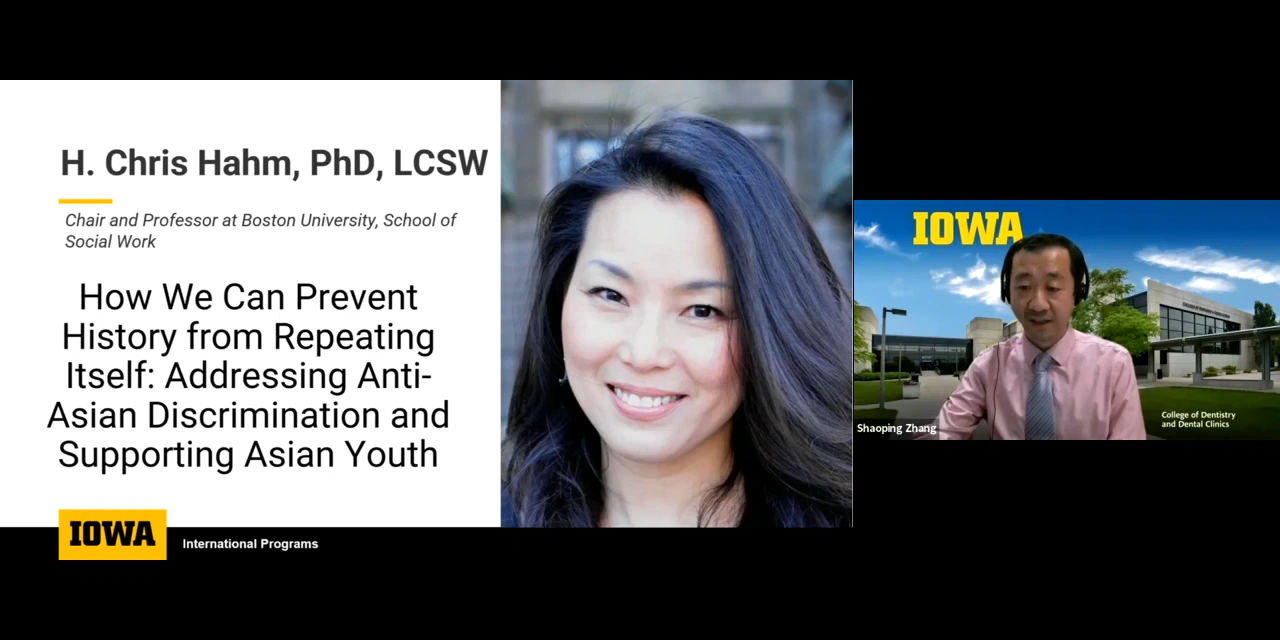 H. Chris Hahm, PhD, LCSW
Chair and Professor at Boston University, School of
Social Work
How We Can Prevent
History from Repeating
Itself: Addressing Anti-
Asian Discrimination and
Supporting Asian Youth
IOWA
International Programs
IOWA
College of Dentistry
and Dental Clinics
Shaoping Zhang